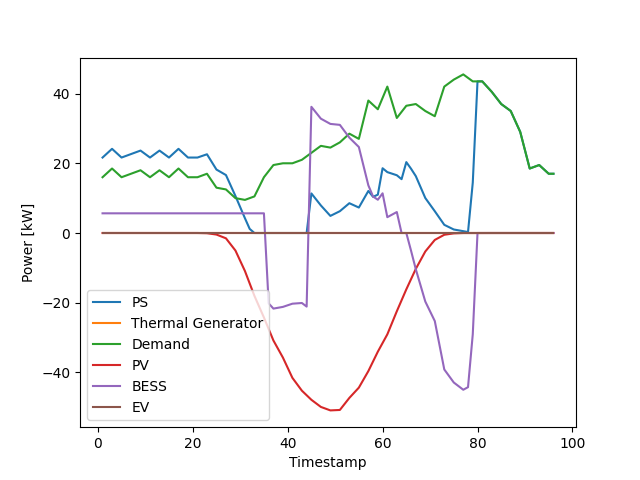 40
20
0
−20
−40
Power [kW]
PS
Thermal Generator
Demand
PV
BESS
EV
0 20 40 60 80 100
Timestamp